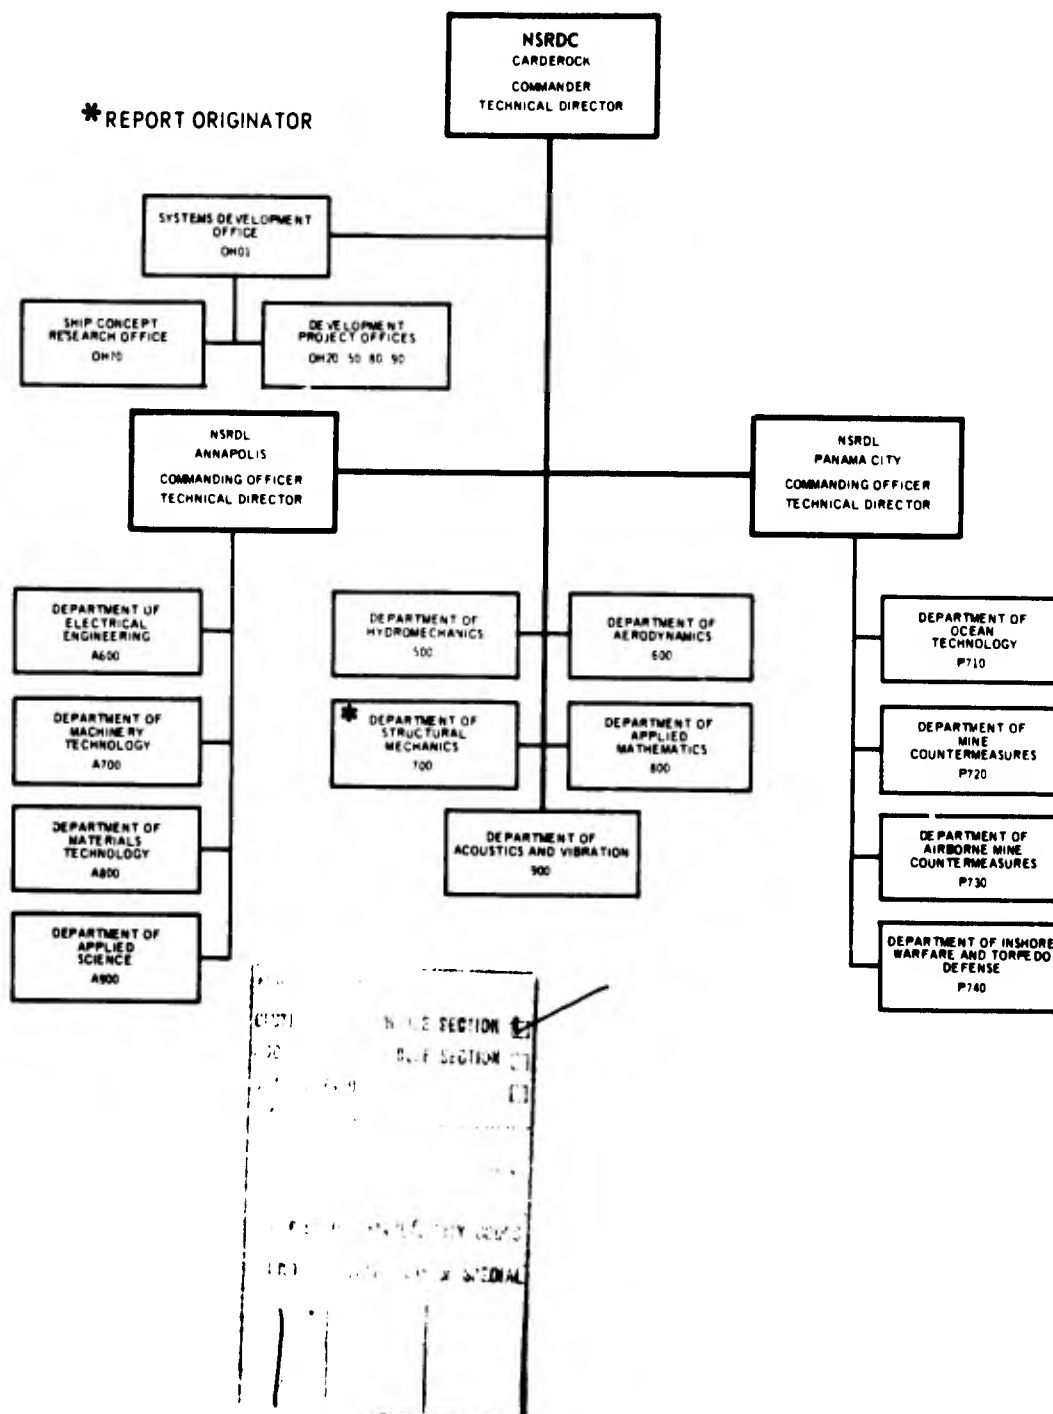 NSRDC
CARDEROCK
COMMANDER
TECHNICAL DIRECTOR
*REPORT ORIGINATOR
SYSTEMS DEVELOPMENT
OFFICE
OH01
SHIP CONCEPT
RESEARCH OFFICE
OH70
DEVELOPMENT
PROJECT OFFICES
OH20 50 80 90
NSRDL
ANNAPOLIS
COMMANDING OFFICER
TECHNICAL DIRECTOR
NSRDL
PANAMA CITY
COMMANDING OFFICER
TECHNICAL DIRECTOR
DEPARTMENT OF
ELECTRICAL
ENGINEERING
A600
DEPARTMENT OF
MACHINERY
TECHNOLOGY
A700
DEPARTMENT OF
MATERIALS
TECHNOLOGY
A800
DEPARTMENT OF
APPLIED
SCIENCE
A900
DEPARTMENT OF
HYDROMECHANICS
500
DEPARTMENT OF
AERODYNAMICS
600
* DEPARTMENT OF
STRUCTURAL
MECHANICS
700
DEPARTMENT OF
APPLIED
MATHEMATICS
800
DEPARTMENT OF
ACOUSTICS AND VIBRATION
900
DEPARTMENT OF
OCEAN
TECHNOLOGY
P710
DEPARTMENT OF
MINE
COUNTERMEASURES
P720
DEPARTMENT OF
AIRBORNE MINE
COUNTERMEASURES
P730
DEPARTMENT OF INSHORE
WARFARE AND TORPEDO
DEFENSE
P740
SECTION
SECTION
SPECIAL